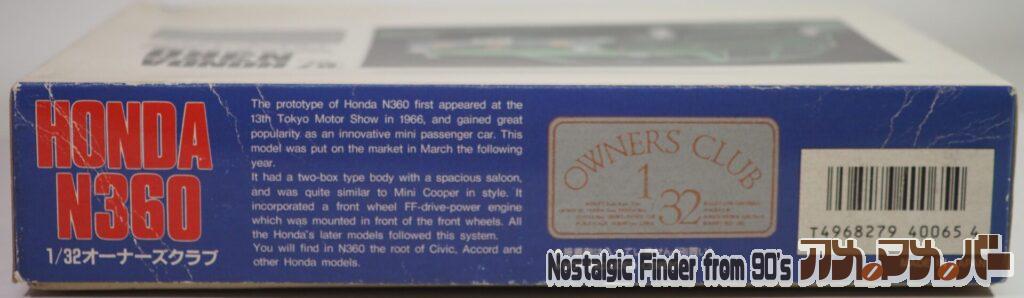 HONDA
N360
1/32オーナーズクラブ
The prototype of Honda N360 first appeared at the
13th Tokyo Motor Show in 1966, and gained great
popularity as an innovative mini passenger car. This
model was put on the market in March the following
year.
It had a two-box type body with a spacious saloon,
and was quite similar to Mini Cooper in style. It
incorporated a front wheel FF-drive-power engine
which was mounted in front of the front wheels. All
the Honda's later models followed this system.
You will find in N360 the root of Civic, Accord and
other Honda models.
OWNERS CLUB
1
32
T4968279 40065 4
Nostalgic Finder from 90's